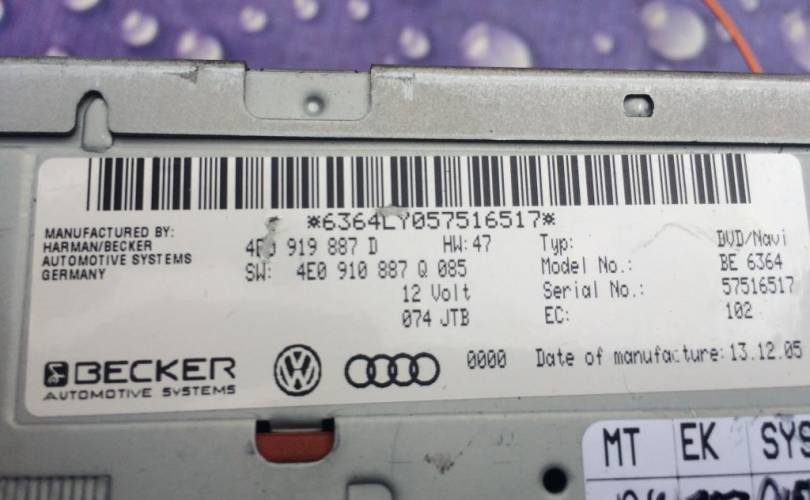 *6364LY057516517*
MANUFACTURED BY:
HARMAN/BECKER
AUTOMOTIVE SYSTEMS
GERMANY
919 887 D HW:47
SW: 4E0 910 887 Q 085
12 Volt
074 JTB
Typ: DVD/Navi
Model No.: BE 6364
Serial No.: 57516517
EC: 102
BECKER
AUTOMOTIVE SYSTEMS
VW
0000 Date of manufacture: 13.12.05
MT EK SYS